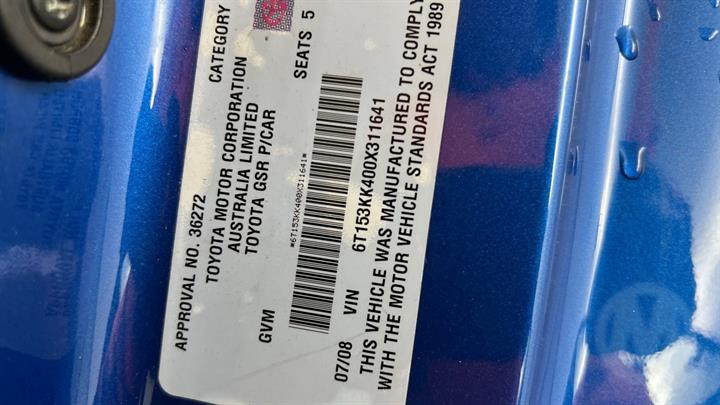 APPROVAL NO. 36272 CATEGORY
TOYOTA MOTOR CORPORATION
AUSTRALIA LIMITED
TOYOTA GSR P/CAR
GVM SEATS 5
*6T153KK400X311641*
07/08 VIN 6T153KK400X311641
THIS VEHICLE WAS MANUFACTURED TO COMPLY
WITH THE MOTOR VEHICLE STANDARDS ACT 1989